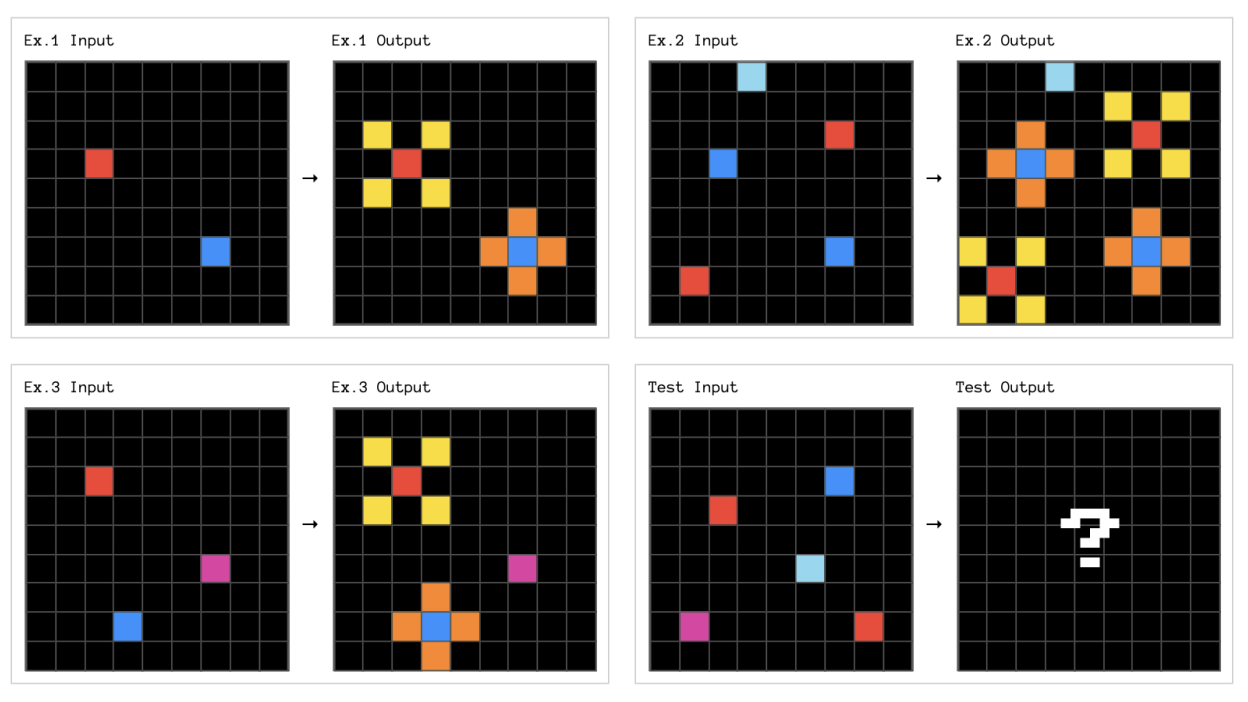 Ex.1 Input
Ex.1 Output
→
Ex.2 Input
Ex.2 Output
→
Ex.3 Input
Ex.3 Output
→
Test Input
Test Output
→
?